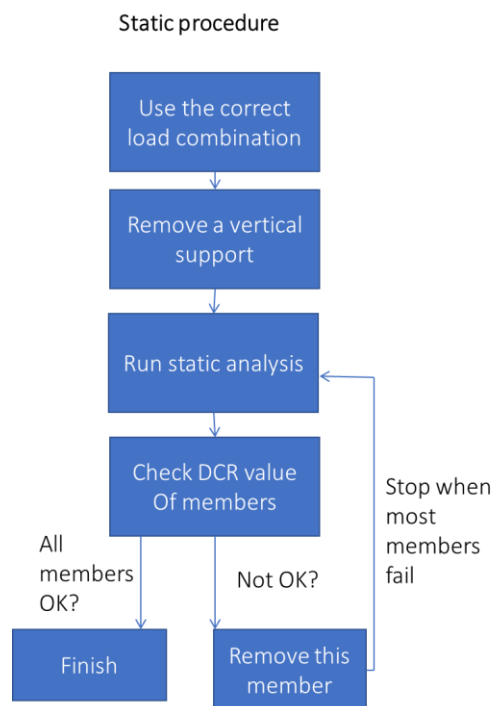 Static procedure
Use the correct
load combination
Remove a vertical
support
Run static analysis
Check DCR value
Of members
All
members
OK?
Not OK?
Stop when
most
members
fail
Finish
Remove this
member